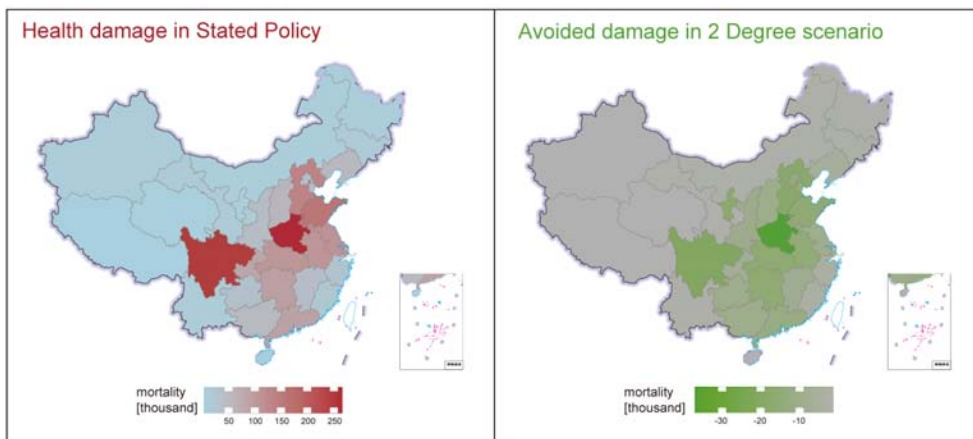 Health damage in Stated Policy
Avoided damage in 2 Degree scenario
mortality
[thousand]
50 100 150 200 250
mortality
[thousand]
-30 -20 -10